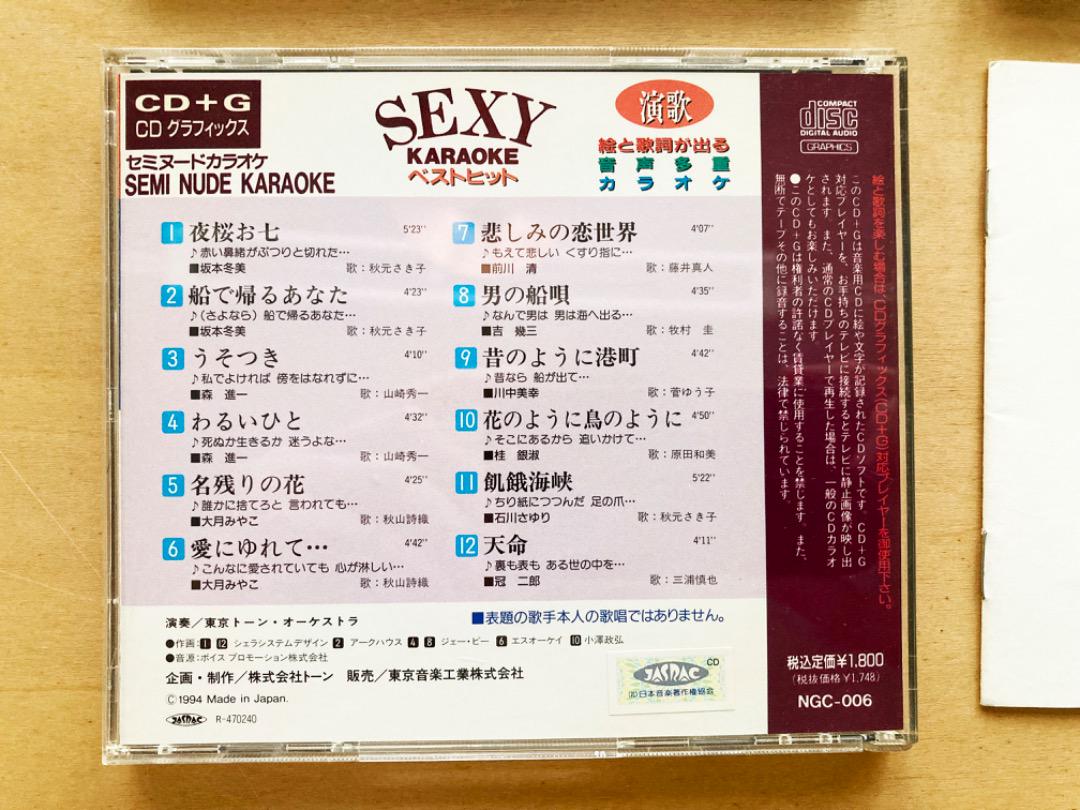 CD+G
CD グラフィックス
セミヌードカラオケ
SEMI NUDE KARAOKE
SEXY
KARAOKE
ベストヒット
演歌
絵と歌詞が出る
音声多重
カラオケ
1 夜桜お七 5'23''
♪赤い鼻緒がぷつりと切れた…
■坂本冬美 歌：秋元さき子
2 船で帰るあなた 4'23''
♪(さよなら) 船で帰るあなた…
■坂本冬美 歌：秋元さき子
3 うそつき 4'10''
♪私でよければ 傍をはなれずに…
■森 進一 歌：山崎秀一
4 わるいひと 4'32''
♪死ぬか生きるか 迷うよな…
■森 進一 歌：山崎秀一
5 名残りの花 4'25''
♪誰かに捨てろと 言われても…
■大月みやこ 歌：秋山詩織
6 愛にゆれて… 4'42''
♪こんなに愛されていても 心が淋しい…
■大月みやこ 歌：秋山詩織
7 悲しみの恋世界 4'07''
♪もえて悲しい くすり指に…
■前川 清 歌：藤井真人
8 男の船唄 4'35''
♪なんで男は 男は海へ出る…
■吉 幾三 歌：牧村 圭
9 昔のように港町 4'42''
♪昔なら 船が出て…
■川中美幸 歌：菅ゆう子
10 花のように鳥のように 4'50''
♪そこにあるから 追いかけて…
■桂 銀淑 歌：原田和美
11 飢餓海峡 5'22''
♪ちり紙につつんだ 足の爪…
■石川さゆり 歌：秋元さき子
12 天命 4'11''
♪裏も表も ある世の中を…
■冠 二郎 歌：三浦慎也
演奏／東京トーン・オーケストラ
■表題の歌手本人の歌唱ではありません。
●作画：1 12 シェラシステムデザイン 2 アークハウス 4 8 ジェー・ピー 6 エスオーケイ 10 小澤政弘
●音源：ボイス プロモーション株式会社
企画・制作／株式会社トーン 販売／東京音楽工業株式会社
©1994 Made in Japan.
JASRAC R-470240
CD
JASRAC
(社)日本音楽著作権協会
COMPACT
disc
DIGITAL AUDIO
GRAPHICS
絵と歌詞を楽しむ場合は、CDグラフィックス(CD+G)対応プレイヤーを御使用下さい。
このCD+Gは音楽用CDに絵や文字が記録されたCDソフトです。CD+G
対応プレイヤーを、お手持ちのテレビに接続するとテレビに静止画像が映し出
されます。また、通常のCDプレイヤーで再生した場合は、一般のCDカラオ
ケとしてもお楽しみいただけます。
●このCD+Gは権利者の許諾なく賃貸業に使用することを禁じます。また、
無断でテープその他に録音することは、法律で禁じられています。
税込定価¥1,800
(税抜価格¥1,748)
NGC-006